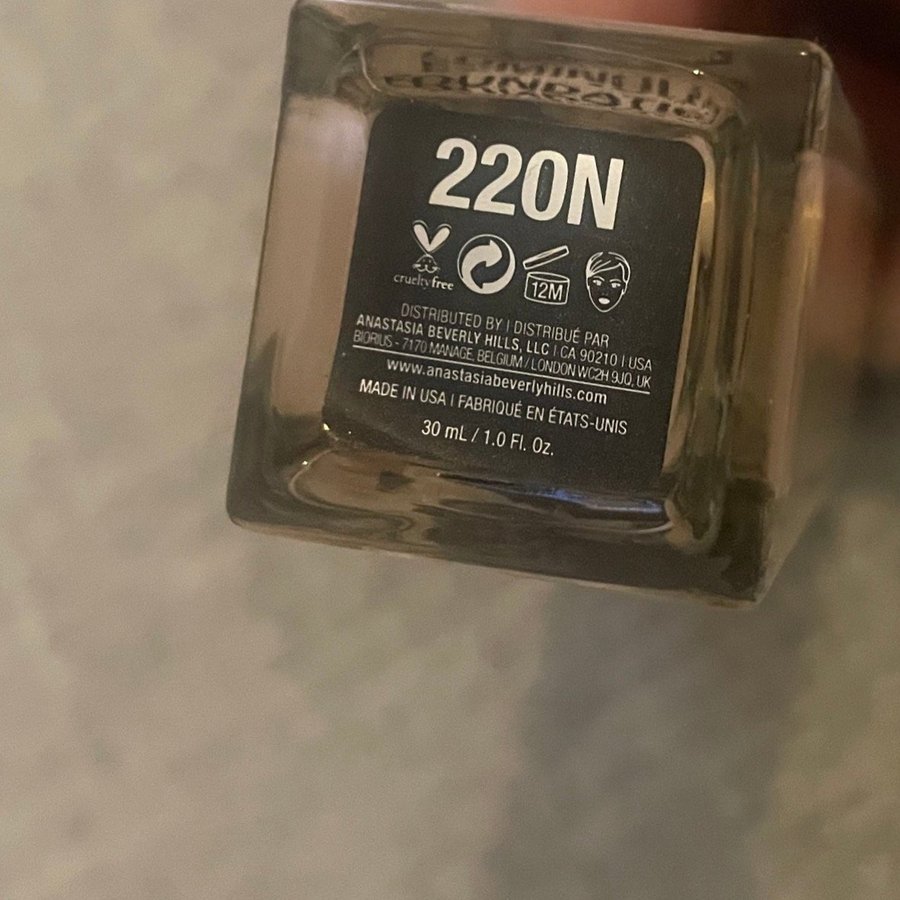 LUMINOUS
FOUNDATION
220N
crueltyfree
12M
DISTRIBUTED BY | DISTRIBUÉ PAR
ANASTASIA BEVERLY HILLS, LLC | CA 90210 | USA
BIORIUS - 7170 MANAGE, BELGIUM / LONDON WC2H 9JQ, UK
www.anastasiabeverlyhills.com
MADE IN USA | FABRIQUÉ EN ÉTATS-UNIS
30 mL / 1.0 Fl. Oz.